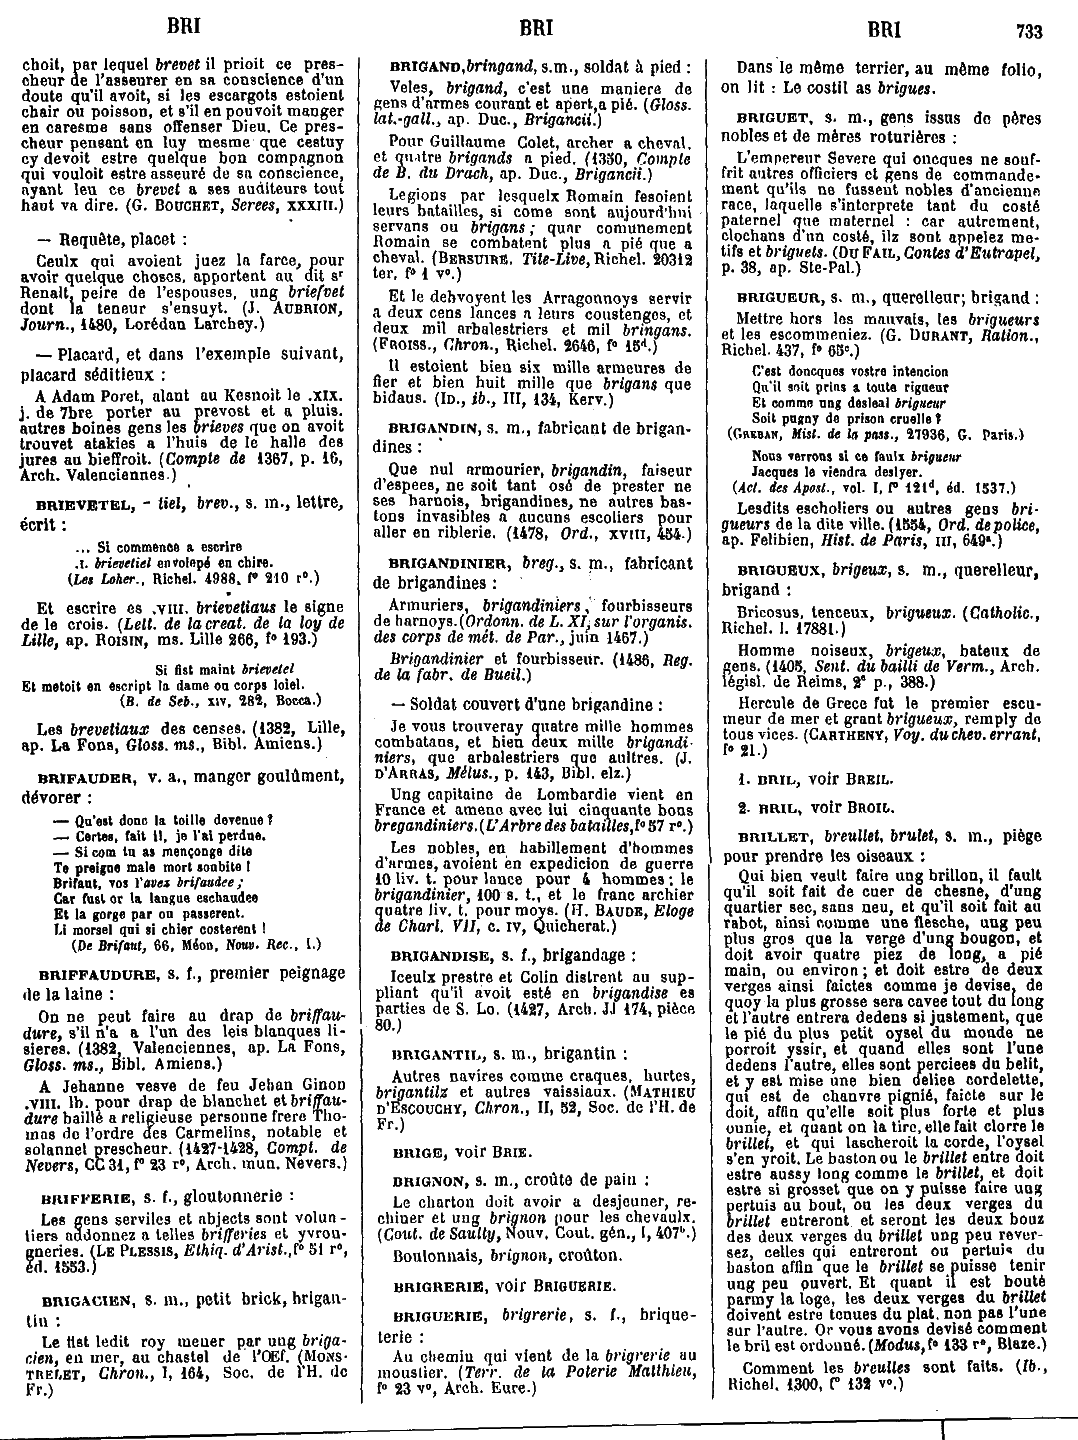 BRI
BRI
BRI
733
choit, par lequel brevet il prioit ce pres-
cheur de l'asseurer en sa conscience d'un
doute qu'il avoit, si les escargots estoient
chair ou poisson, et s'il en pouvoit manger
en caresme sans offenser Dieu. Ce pres-
cheur pensant en luy mesme que cestuy
cy devoit estre quelque bon compagnon
qui vouloit estre asseuré de sa conscience,
ayant leu ce brevet a ses auditeurs tout
haut va dire. (G. BOUCHET, Serees, XXXIII.)
— Requête, placet :
Ceulx qui avoient juez la farce, pour
avoir quelque choses, apportent au dit sr
Renalt, peire de l'espouses, ung briefvet
dont la teneur s'ensuyt. (J. AUBRION,
Journ., 1480, Lorédan Larchey.)
— Placard, et dans l'exemple suivant,
placard séditieux :
A Adam Poret, alant au Kesnoit le .XIX.
j. de 7bre porter au prevost et a pluis.
autres boines gens les brieves que on avoit
trouvet atakies a l'huis de le halle des
jures au bieffroit. (Compte de 1367, p. 16,
Arch. Valenciennes.)
BRIEVETEL, - tiel, brev., s. m., lettre,
écrit :
... Si commence a escrire
.I. brievetiel envolepé en chire.
(Les Loher., Richel. 4988, f° 210 r°.)
Et escrire es .VIII. brievetiaus le signe
de le crois. (Lett. de la creat. de la loy de
Lille, ap. ROISIN, ms. Lille 266, f° 193.)
Si fist maint brievetel
Et metoit en escript la dame ou corps loiel.
(B. de Seb., XIV, 282, Bocca.)
Les brevetiaux des censes. (1382, Lille,
ap. LA FONS, Gloss. ms., Bibl. Amiens.)
BRIFAUDER, v. a., manger goulûment,
dévorer :
— Qu'est donc la toille devenue ?
— Certes, fait il, je l'ai perdue.
— Si com tu as mençonge dite
Te preigne male mort soubite !
Brifaut, vos l'avez brifaudee ;
Car fust or la langue eschaudee
Et la gorge par ou passerent
Li morsel qui si chier costerent !
(De Brifaut, 66, Méon, Nouv. Rec., I.)
BRIFFAUDURE, s. f., premier peignage
de la laine :
On ne peut faire au drap de briffau-
dure, s'il n'a a l'un des leis blanques li-
sieres. (1382, Valenciennes, ap. LA FONS,
Gloss. ms., Bibl. Amiens.)
A Jehanne vesve de feu Jehan Ginon
.VIII. lb. pour drap de blanchet et briffau-
dure baillé a religieuse personne frere Tho-
mas de l'ordre des Carmelins, notable et
solannel prescheur. (1427-1428, Compt. de
Nevers, CC 31, f° 23 r°, Arch. mun. Nevers.)
BRIFFERIE, s. f., gloutonnerie :
Les gens serviles et abjects sont volun-
tiers addonnez a telles brifferies et yvron-
gneries. (LE PLESSIS, Ethiq. d'Arist., f° 51 r°,
éd. 1553.)
BRIGACIEN, s. m., petit brick, brigan-
tin :
Le fist ledit roy mener par ung briga-
cien, en mer, au chastel de l'Œf. (MONS-
TRELET, Chron., I, 164, Soc. de l'H. de
Fr.)
BRIGAND, bringand, s.m., soldat à pied :
Veles, brigand, c'est une maniere de
gens d'armes courant et apert, a pié. (Gloss.
lat.-gall., ap. Duc., Brigancii.)
Pour Guillaume Colet, archer a cheval,
et quatre brigands a pied. (1350, Compte
de B. du Drach, ap. Duc., Brigancii.)
Legions par lesquelx Romain fesoient
leurs batailles, si come sont aujourd'hui
servans ou brigans ; quar comunement
Romain se combatent plus a pié que a
cheval. (BERSUIRE, Tite-Live, Richel. 20312
ter, f° 1 v°.)
Et le dehvoyent les Arragonnoys servir
a deux cens lances a leurs coustenges, et
deux mil arbalestriers et mil bringans.
(FROISS., Chron., Richel. 2646, f° 15d.)
Il estoient bien six mille armeures de
fier et bien huit mille que brigans que
bidaus. (ID., ib., III, 134, Kerv.)
BRIGANDIN, s. m., fabricant de brigan-
dines :
Que nul armourier, brigandin, faiseur
d'espees, ne soit tant osé de prester ne
ses harnois, brigandines, ne autres bas-
tons invasibles a aucuns escoliers pour
aller en riblerie. (1478, Ord., XVIII, 454.)
BRIGANDINIER, breg., s. m., fabricant
de brigandines :
Armuriers, brigandiniers, fourbisseurs
de harnoys. (Ordonn. de L. XI, sur l'organis.
des corps de mét. de Par., juin 1467.)
Brigandinier et fourbisseur. (1486, Reg.
de la fabr. de Bueil.)
— Soldat couvert d'une brigandine :
Je vous trouveray quatre mille hommes
combatans, et bien deux mille brigandi-
niers, que arbalestriers que aultres. (J.
D'ARRAS, Mélus., p. 143, Bibl. elz.)
Ung capitaine de Lombardie vient en
France et amene avec lui cinquante bons
bregandiniers. (L'Arbre des batailles, f° 57 r°.)
Les nobles, en habillement d'hommes
d'armes, avoient en expedicion de guerre
10 liv. t. pour lance pour 4 hommes ; le
brigandinier, 100 s. t., et le franc archier
quatre liv. t. pour moys. (H. BAUDE, Eloge
de Charl. VII, c. IV, Quicherat.)
BRIGANDISE, s. f., brigandage :
Iceulx prestre et Colin distrent au sup-
pliant qu'il avoit esté en brigandise es
parties de S. Lo. (1427, Arch. JJ 174, pièce
80.)
BRIGANTIL, s. m., brigantin :
Autres navires comme craques, hurtes,
brigantilz et autres vaissiaux. (MATHIEU
D'ESCOUCHY, Chron., II, 52, Soc. de l'H. de
Fr.)
BRIGE, voir BRIE.
BRIGNON, s. m., croûte de pain :
Le charton doit avoir a desjeuner, re-
chiner et ung brignon pour les chevaulx.
(Cout. de Saulty, Nouv. Cout. gén., I, 407b.)
Boulonnais, brignon, croûton.
BRIGRERIE, voir BRIGUERIE.
BRIGUERIE, brigrerie, s. f., brique-
terie :
Au chemin qui vient de la brigrerie au
moustier. (Terr. de la Poterie Matthieu,
f° 23 v°, Arch. Eure.)
Dans le même terrier, au même folio,
on lit : Le costil as brigues.
BRIGUET, s. m., gens issus de pères
nobles et de mères roturières :
L'empereur Severe qui oncques ne souf-
frit autres officiers et gens de commande-
ment qu'ils ne fussent nobles d'ancienne
race, laquelle s'interprete tant du costé
paternel que maternel : car autrement,
clochans d'un costé, ilz sont appelez me-
tifs et briguets. (DU FAIL, Contes d'Eutrapel,
p. 38, ap. Ste-Pal.)
BRIGUEUR, s. m., querelleur ; brigand :
Mettre hors les mauvais, les brigueurs
et les escommeniez. (G. DURANT, Ration.,
Richel. 437, f° 65c.)
C'est doncques vostre intencion
Qu'il soit prins a toute rigueur
Et comme ung desleal brigueur
Soit pugny de prison cruelle ?
(GREBAN, Mist. de la pass., 27936, G. Paris.)
Nous verrons si ce faulx brigueur
Jacques le viendra deslyer.
(Act. des Apost., vol. I, f° 121d, éd. 1537.)
Lesdits escholiers ou autres gens bri-
gueurs de la dite ville. (1554, Ord. de police,
ap. Felibien, Hist. de Paris, III, 649a.)
BRIGUEUX, brigeux, s. m., querelleur,
brigand :
Bricosus, tenceux, brigueux. (Catholic.,
Richel. l. 17881.)
Homme noiseux, brigeux, bateux de
gens. (1405, Sent. du bailli de Verm., Arch.
législ. de Reims, 2e p., 388.)
Hercule de Grece fut le premier escu-
meur de mer et grant brigueux, remply de
tous vices. (CARTHENY, Voy. du chev. errant,
f° 21.)
1. BRIL, voir BREIL.
2. BRIL, voir BROIL.
BRILLET, breullet, brulet, s. m., piège
pour prendre les oiseaux :
Qui bien veult faire ung brillon, il fault
qu'il soit fait de cuer de chesne, d'ung
quartier sec, sans neu, et qu'il soit fait au
rabot, ainsi comme une flesche, ung peu
plus gros que la verge d'ung bougon, et
doit avoir quatre piez de long, a pié
main, ou environ ; et doit estre de deux
verges ainsi faictes comme je devise, de
quoy la plus grosse sera cavee tout du long
et l'autre entrera dedens si justement, que
le pié du plus petit oysel du monde ne
porroit yssir, et quand elles sont l'une
dedens l'autre, elles sont perciees du belit,
et y est mise une bien deliee cordelette,
qui est de chanvre pignié, faicte sur le
doit, affin qu'elle soit plus forte et plus
ounie, et quant on la tire, elle fait clorre le
brillet, et qui lascheroit la corde, l'oysel
s'en yroit. Le baston ou le brillet entre doit
estre aussy long comme le brillet, et doit
estre si grosset que on y puisse faire ung
pertuis au bout, ou les deux verges du
brillet entreront, et seront les deux bouz
des deux verges du brillet ung peu rever-
sez, celles qui entreront ou pertuis du
baston affin que le brillet se puisse tenir
ung peu ouvert. Et quant il est bouté
parmy la loge, les deux verges du brillet
doivent estre tenues du plat, non pas l'une
sur l'autre. Or vous avons devisé comment
le bril est ordonné. (Modus, f° 133 r°, Blaze.)
Comment les breulles sont faits. (Ib.,
Richel. 1300, f° 132 v°.)